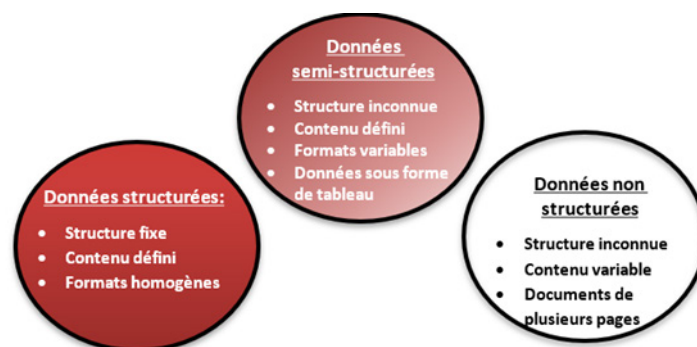 Données
semi-structurées
• Structure inconnue
• Contenu défini
• Formats variables
• Données sous forme
de tableau
Données structurées:
• Structure fixe
• Contenu défini
• Formats homogènes
Données non
structurées
• Structure inconnue
• Contenu variable
• Documents de
plusieurs pages